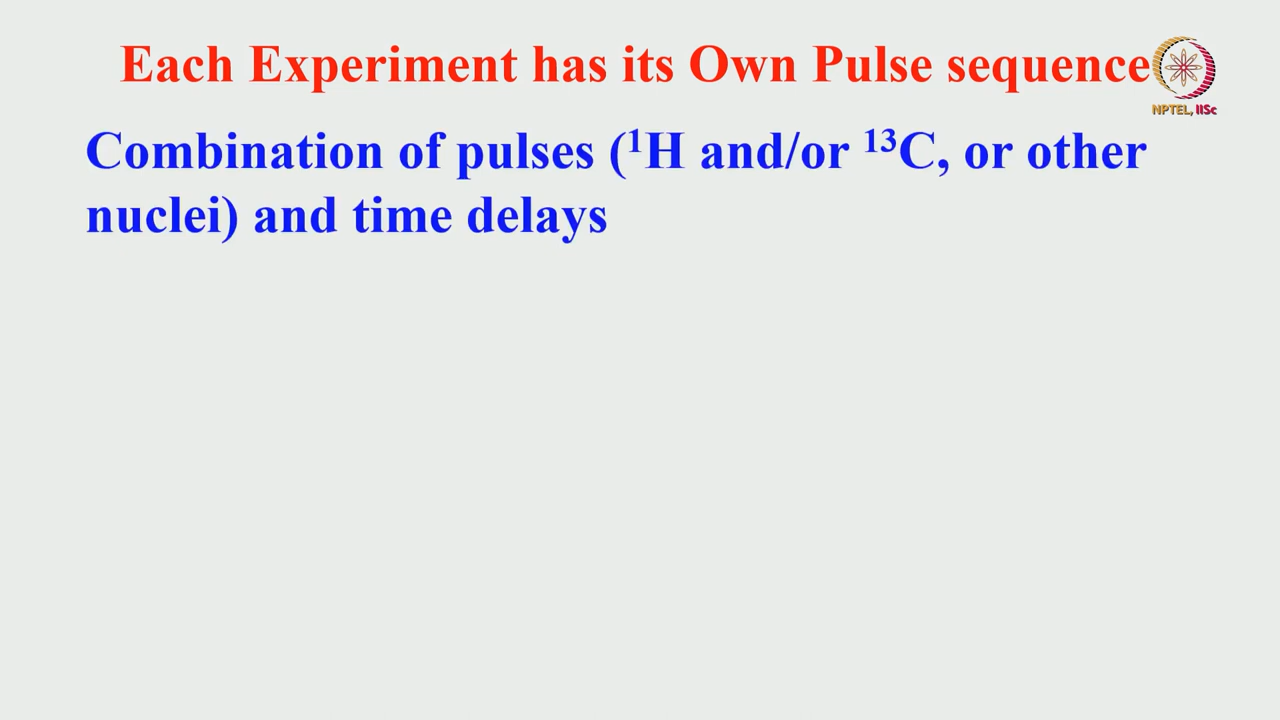 Each Experiment has its Own Pulse sequence
NPTEL, IISc
Combination of pulses (¹H and/or ¹³C, or other
nuclei) and time delays